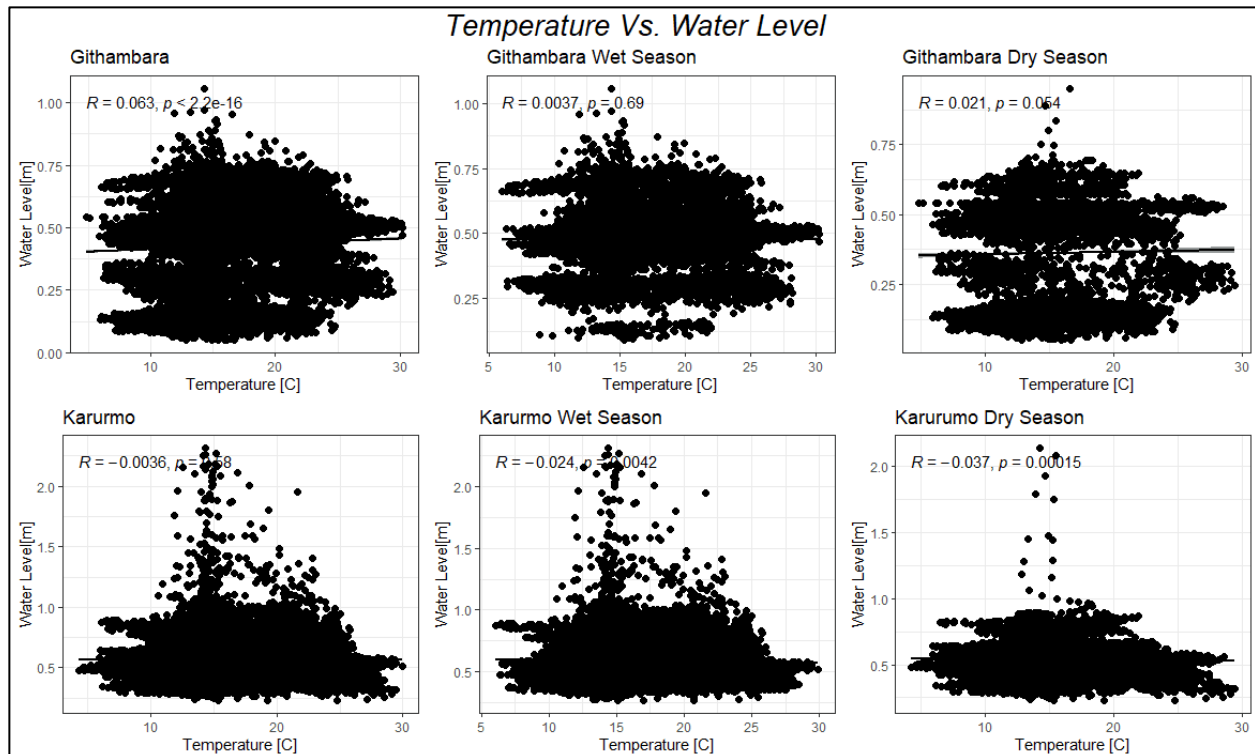 Temperature Vs. Water Level
Githambara
Githambara Wet Season
Githambara Dry Season
R = 0.063, p < 2.2e-16
R = 0.0037, p = 0.69
R = 0.021, p = 0.054
Water Level[m]
1.00
0.75
0.50
0.25
0.00
10
20
30
Temperature [C]
Water Level[m]
1.00
0.75
0.50
0.25
5
10
15
20
25
30
Temperature [C]
Water Level[m]
0.75
0.50
0.25
10
20
30
Temperature [C]
Karurmo
Karurmo Wet Season
Karurumo Dry Season
R = −0.0036, p =
R = −0.024, p = 0.0042
R = −0.037, p = 0.00015
Water Level[m]
2.0
1.5
1.0
0.5
10
20
30
Temperature [C]
Water Level[m]
2.0
1.5
1.0
0.5
5
10
15
20
25
30
Temperature [C]
Water Level[m]
2.0
1.5
1.0
0.5
10
20
30
Temperature [C]